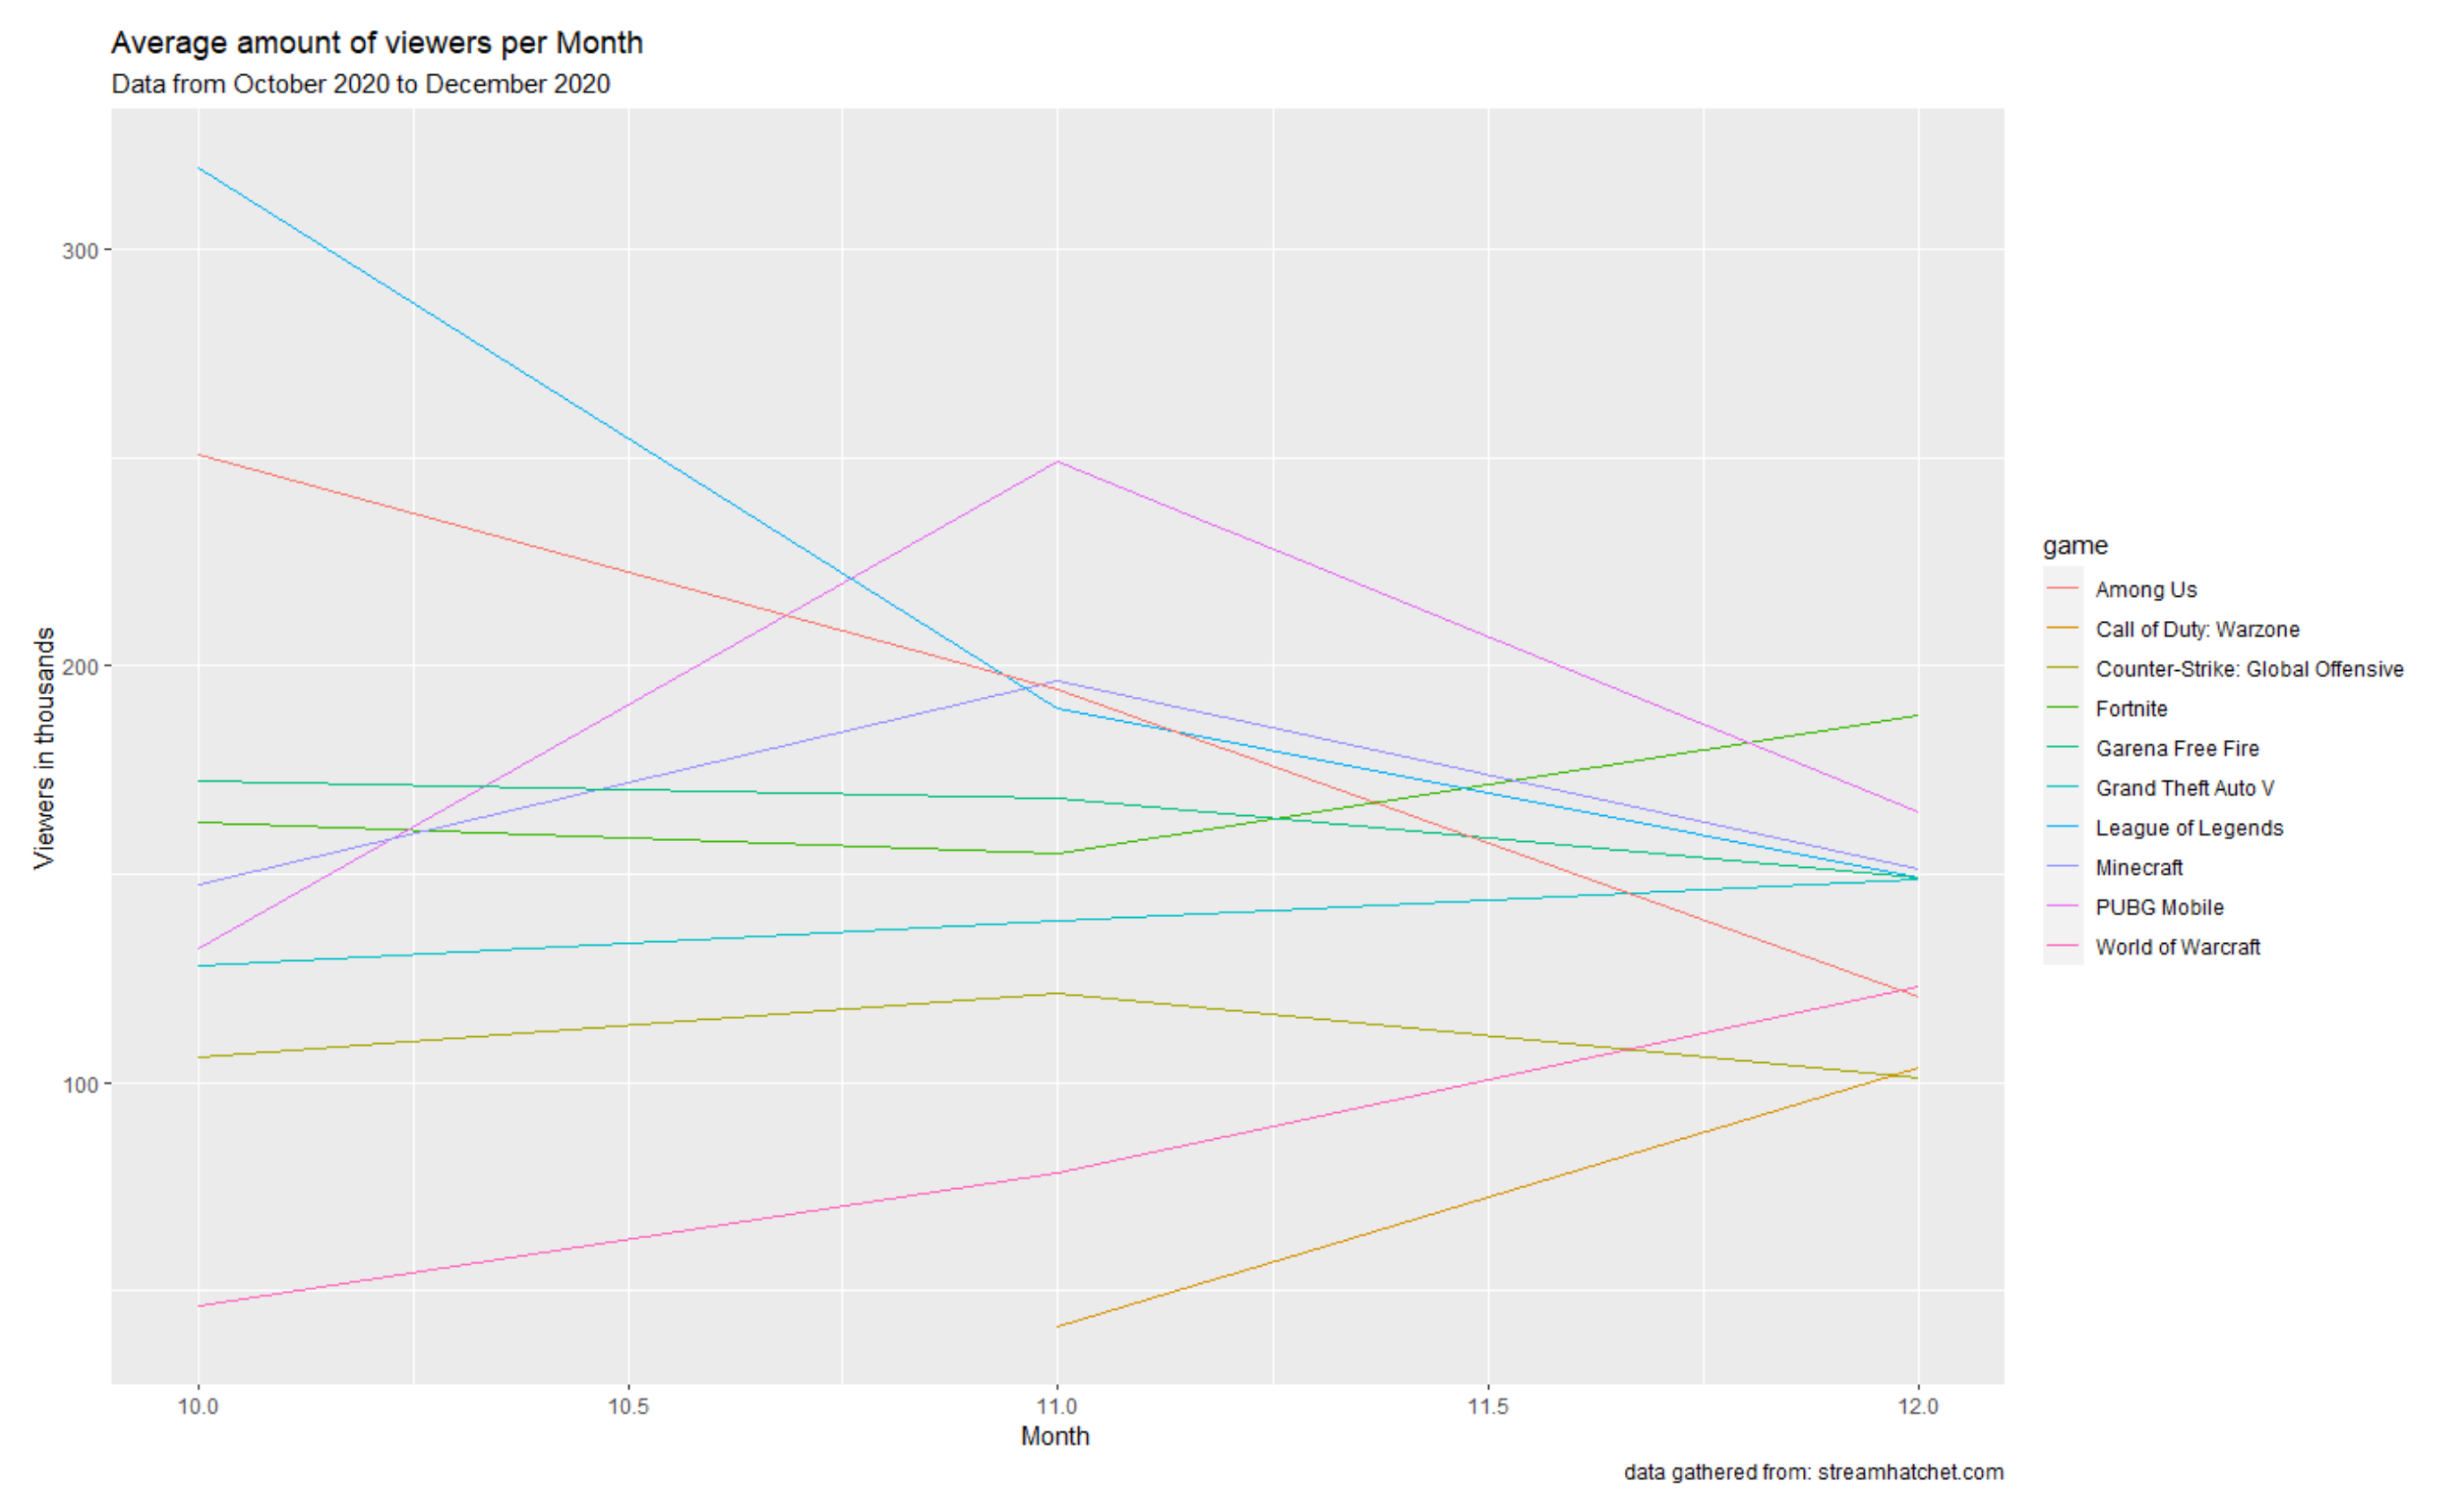 Average amount of viewers per Month
Data from October 2020 to December 2020
Viewers in thousands
300
200
100
10.0
10.5
11.0
11.5
12.0
Month
game
Among Us
Call of Duty: Warzone
Counter-Strike: Global Offensive
Fortnite
Garena Free Fire
Grand Theft Auto V
League of Legends
Minecraft
PUBG Mobile
World of Warcraft
data gathered from: streamhatchet.com